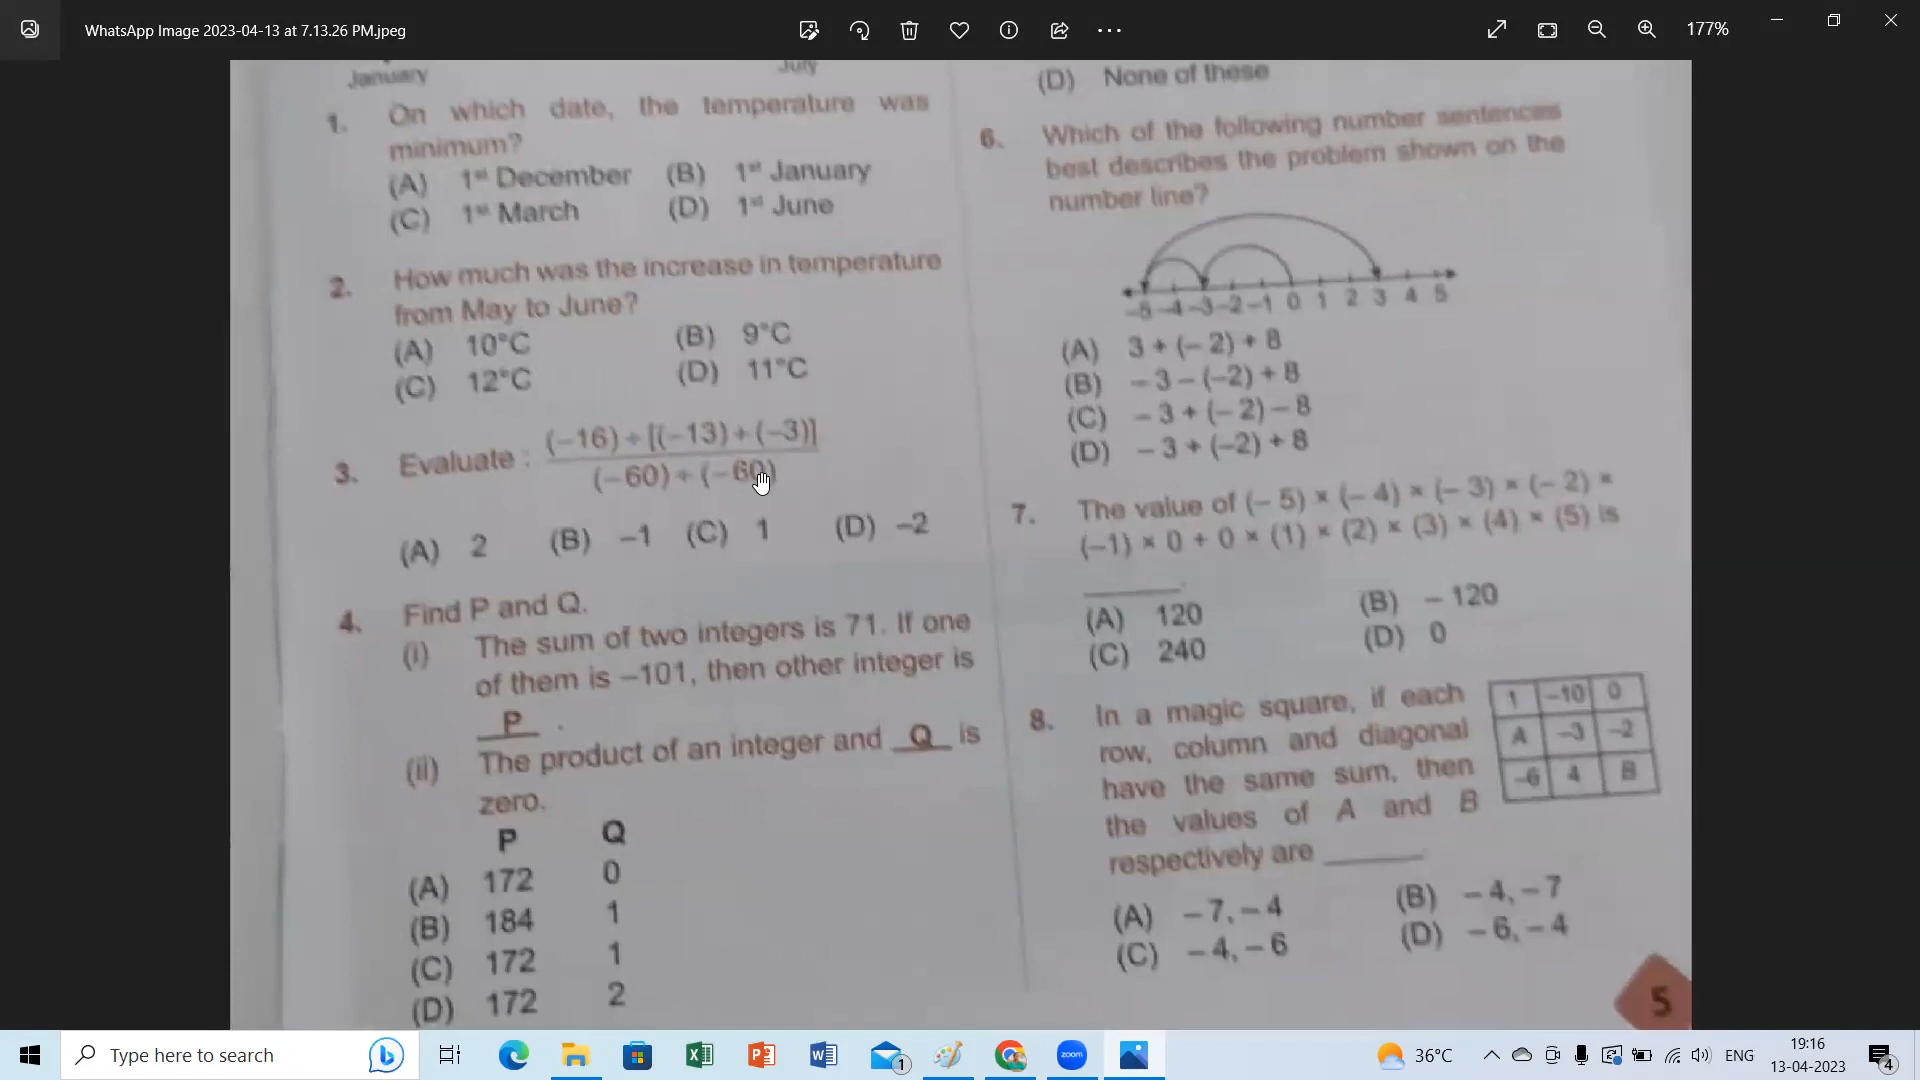 WhatsApp Image 2023-04-13 at 7.13.26 PM.jpeg
177%
January
July
1. On which date, the temperature was
minimum?
(A) 1st December (B) 1st January
(C) 1st March (D) 1st June
2. How much was the increase in temperature
from May to June?
(A) 10°C (B) 9°C
(C) 12°C (D) 11°C
3. Evaluate : (−16) ÷ [(−13) + (−3)]
(−60) ÷ (−60)
(A) 2 (B) −1 (C) 1 (D) −2
4. Find P and Q.
(i) The sum of two integers is 71. If one
of them is −101, then other integer is
P .
(ii) The product of an integer and Q is
zero.
P Q
(A) 172 0
(B) 184 1
(C) 172 1
(D) 172 2
(D) None of these
6. Which of the following number sentences
best describes the problem shown on the
number line?
−5 −4 −3 −2 −1 0 1 2 3 4 5
(A) 3 + (− 2) + 8
(B) − 3 − (−2) + 8
(C) − 3 + (− 2) − 8
(D) − 3 + (−2) + 8
7. The value of (− 5) × (− 4) × (− 3) × (− 2) ×
(−1) × 0 + 0 × (1) × (2) × (3) × (4) × (5) is
______.
(A) 120 (B) − 120
(C) 240 (D) 0
8. In a magic square, if each
row, column and diagonal
have the same sum, then
the values of A and B
respectively are ______
1 −10 0
A −3 −2
−6 4 B
(A) − 7, − 4 (B) − 4, − 7
(C) − 4, − 6 (D) − 6, − 4
5
Type here to search
zoom
1
36°C
ENG
19:16
13-04-2023
4